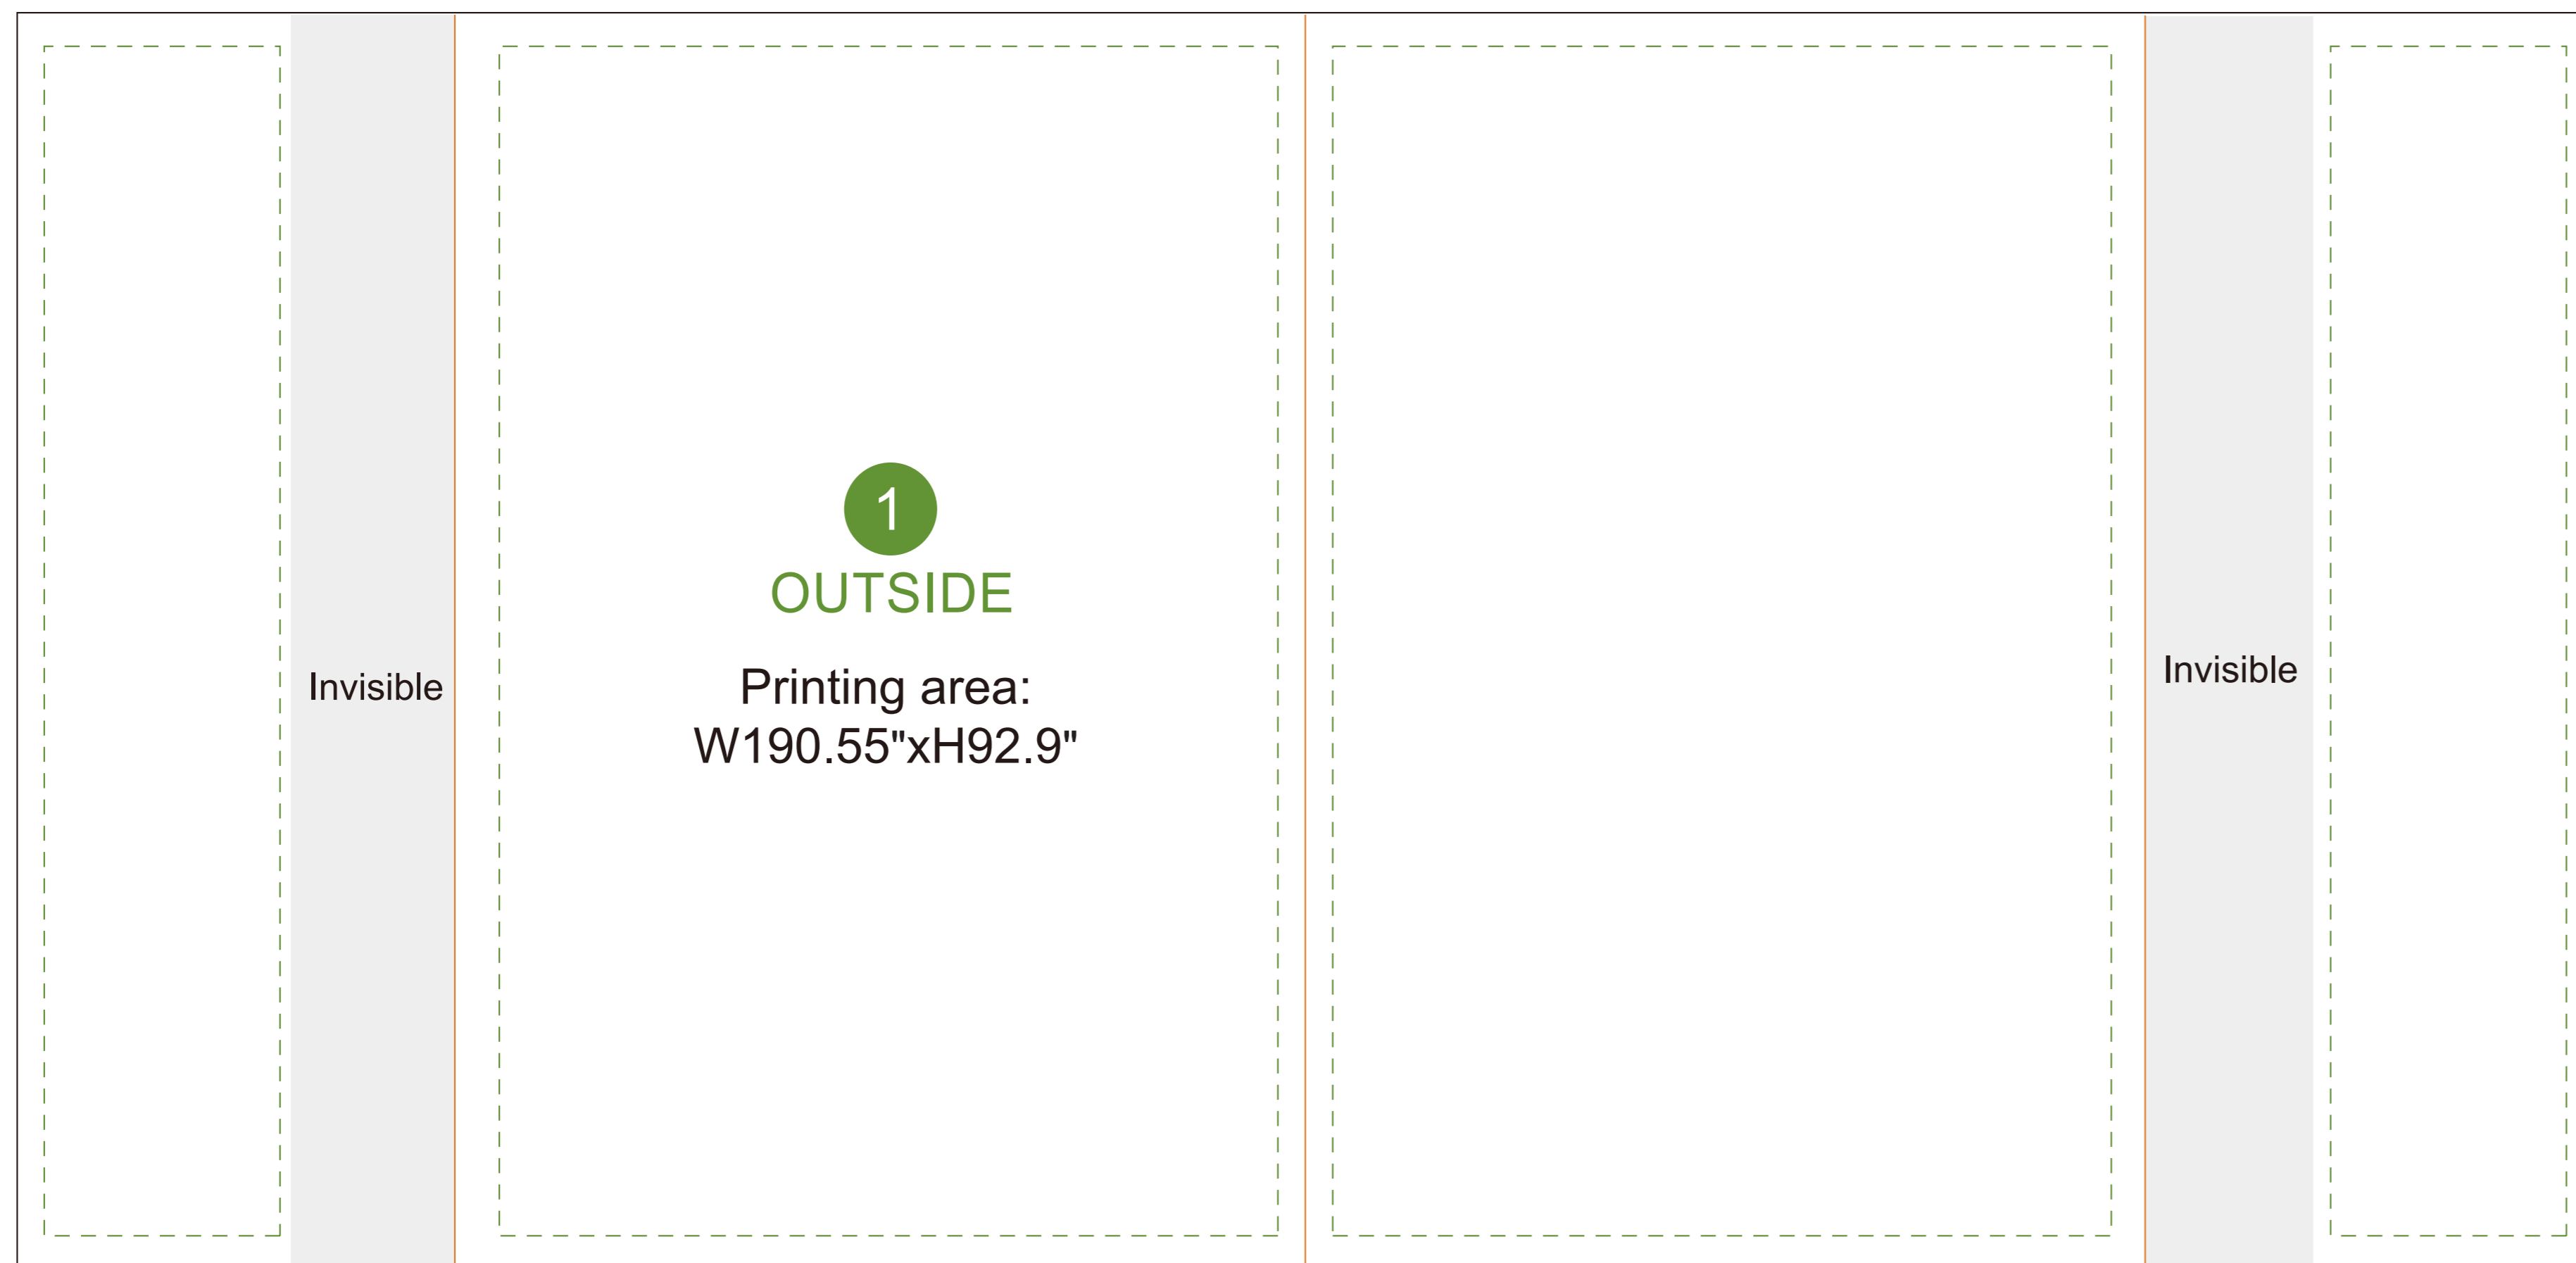 1
OUTSIDE
Printing area:
W190.55"xH92.9"
Invisible
Invisible